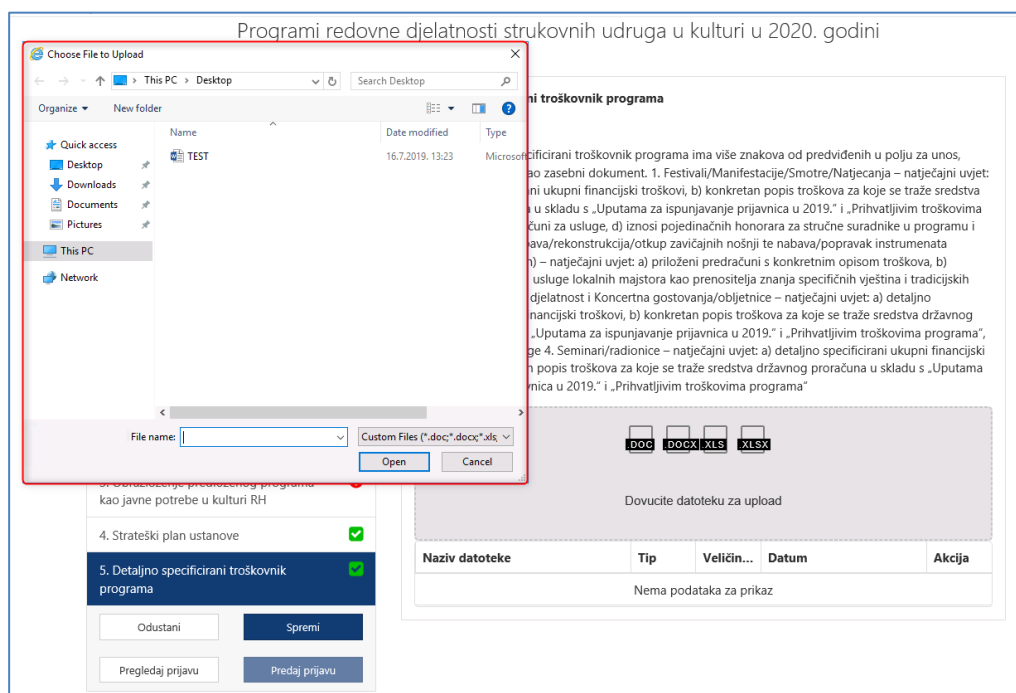 Programi redovne djelatnosti strukovnih udruga u kulturi u 2020. godini
Choose File to Upload
This PC > Desktop
Search Desktop
Organize
New folder
Quick access
Desktop
Downloads
Documents
Pictures
This PC
Network
Name
Date modified
Type
TEST
16.7.2019. 13:23
Microsoft
File name:
Custom Files (*.doc;*.docx;*.xls;
Open
Cancel
ni troškovnik programa
cificirani troškovnik programa ima više znakova od predviđenih u polju za unos,
ao zasebni dokument. 1. Festivali/Manifestacije/Smotre/Natjecanja – natječajni uvjet:
ani ukupni financijski troškovi, b) konkretan popis troškova za koje se traže sredstva
a u skladu s „Uputama za ispunjavanje prijavnica u 2019.“ i „Prihvatljivim troškovima
čuni za usluge, d) iznosi pojedinačnih honorara za stručne suradnike u programu i
bava/rekonstrukcija/otkup zavičajnih nošnji te nabava/popravak instrumenata
n) – natječajni uvjet: a) priloženi predračuni s konkretnim opisom troškova, b)
usluge lokalnih majstora kao prenositelja znanja specifičnih vještina i tradicijskih
djelatnost i Koncertna gostovanja/obljetnice – natječajni uvjet: a) detaljno
nancijski troškovi, b) konkretan popis troškova za koje se traže sredstva državnog
„Uputama za ispunjavanje prijavnica u 2019.“ i „Prihvatljivim troškovima programa“,
ge 4. Seminari/radionice – natječajni uvjet: a) detaljno specificirani ukupni financijski
n popis troškova za koje se traže sredstva državnog proračuna u skladu s „Uputama
vnica u 2019.“ i „Prihvatljivim troškovima programa“
.DOC .DOCX .XLS .XLSX
Dovucite datoteku za upload
Naziv datoteke Tip Veličin... Datum Akcija
Nema podataka za prikaz
3. Obrazloženje predloženog programa
kao javne potrebe u kulturi RH
4. Strateški plan ustanove
5. Detaljno specificirani troškovnik
programa
Odustani
Spremi
Pregledaj prijavu
Predaj prijavu